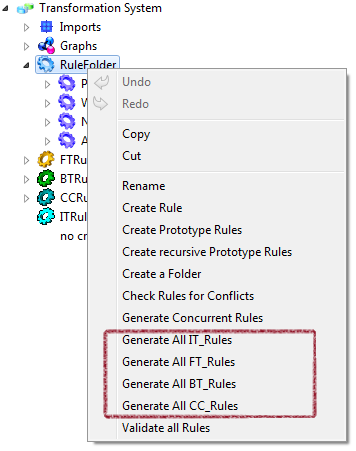 Transformation System
Imports
Graphs
RuleFolder
P
W
N
A
FTRu
BTRu
CCRu
ITRul
no cr
Undo
Redo
Copy
Cut
Rename
Create Rule
Create Prototype Rules
Create recursive Prototype Rules
Create a Folder
Check Rules for Conflicts
Generate Concurrent Rules
Generate All IT_Rules
Generate All FT_Rules
Generate All BT_Rules
Generate All CC_Rules
Validate all Rules